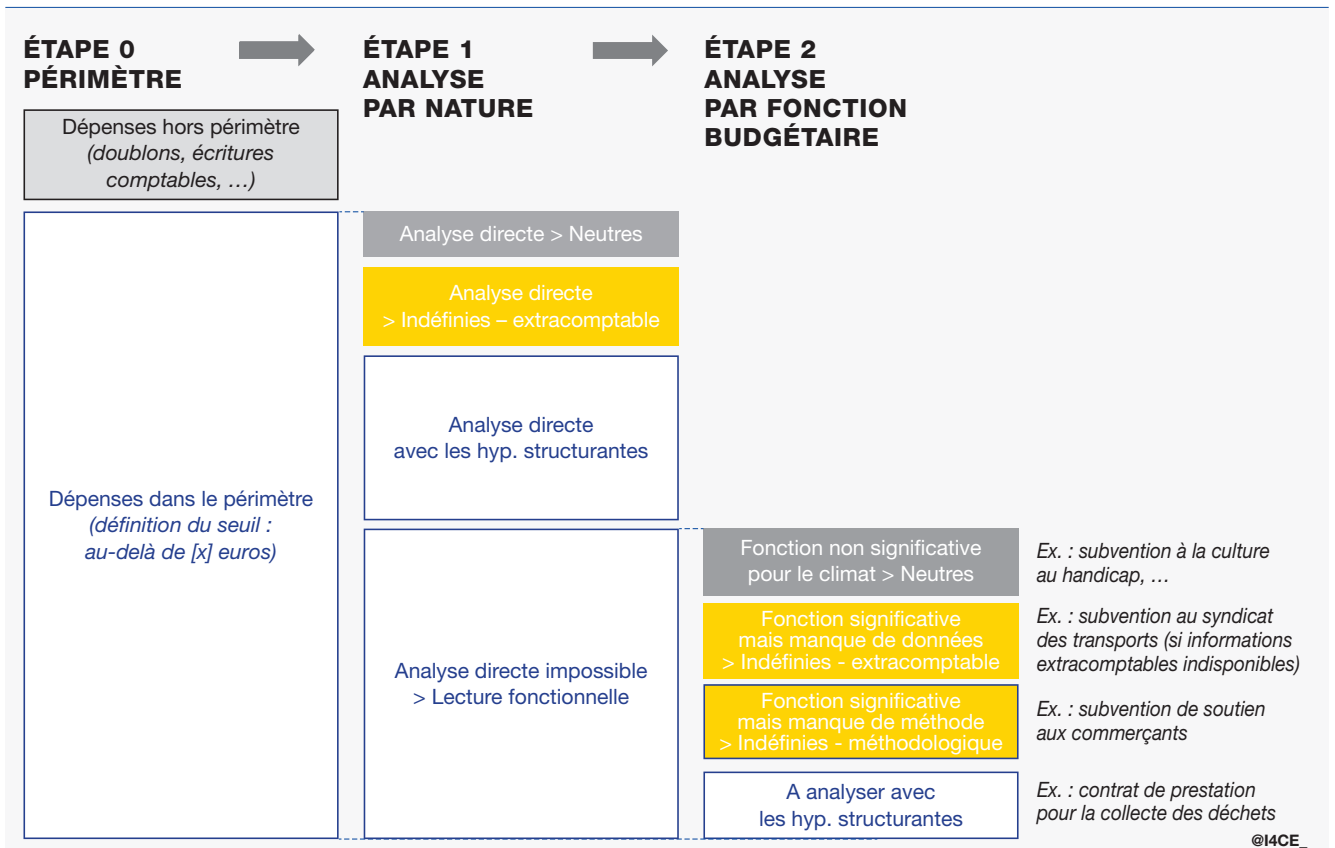 ÉTAPE 0
PÉRIMÈTRE
ÉTAPE 1
ANALYSE
PAR NATURE
ÉTAPE 2
ANALYSE
PAR FONCTION
BUDGÉTAIRE
Dépenses hors périmètre
(doublons, écritures
comptables, …)
Dépenses dans le périmètre
(définition du seuil :
au-delà de [x] euros)
Analyse directe > Neutres
Analyse directe
> Indéfinies – extracomptable
Analyse directe
avec les hyp. structurantes
Analyse directe impossible
> Lecture fonctionnelle
Fonction non significative
pour le climat > Neutres
Ex. : subvention à la culture
au handicap, …
Fonction significative
mais manque de données
> Indéfinies - extracomptable
Ex. : subvention au syndicat
des transports (si informations
extracomptables indisponibles)
Fonction significative
mais manque de méthode
> Indéfinies - méthodologique
Ex. : subvention de soutien
aux commerçants
A analyser avec
les hyp. structurantes
Ex. : contrat de prestation
pour la collecte des déchets
@I4CE_